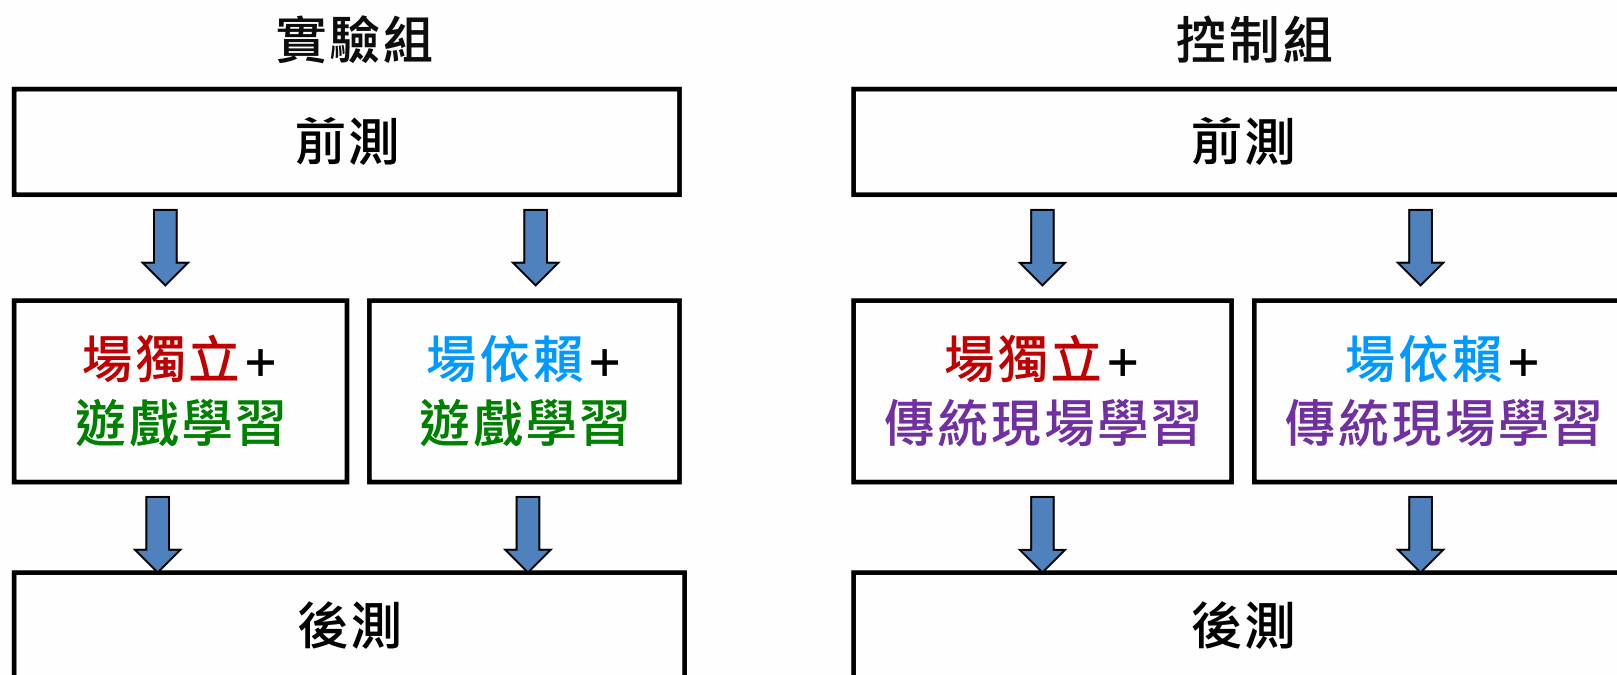 實驗組
控制組
前測
前測
場獨立+
遊戲學習
場依賴+
遊戲學習
場獨立+
傳統現場學習
場依賴+
傳統現場學習
後測
後測